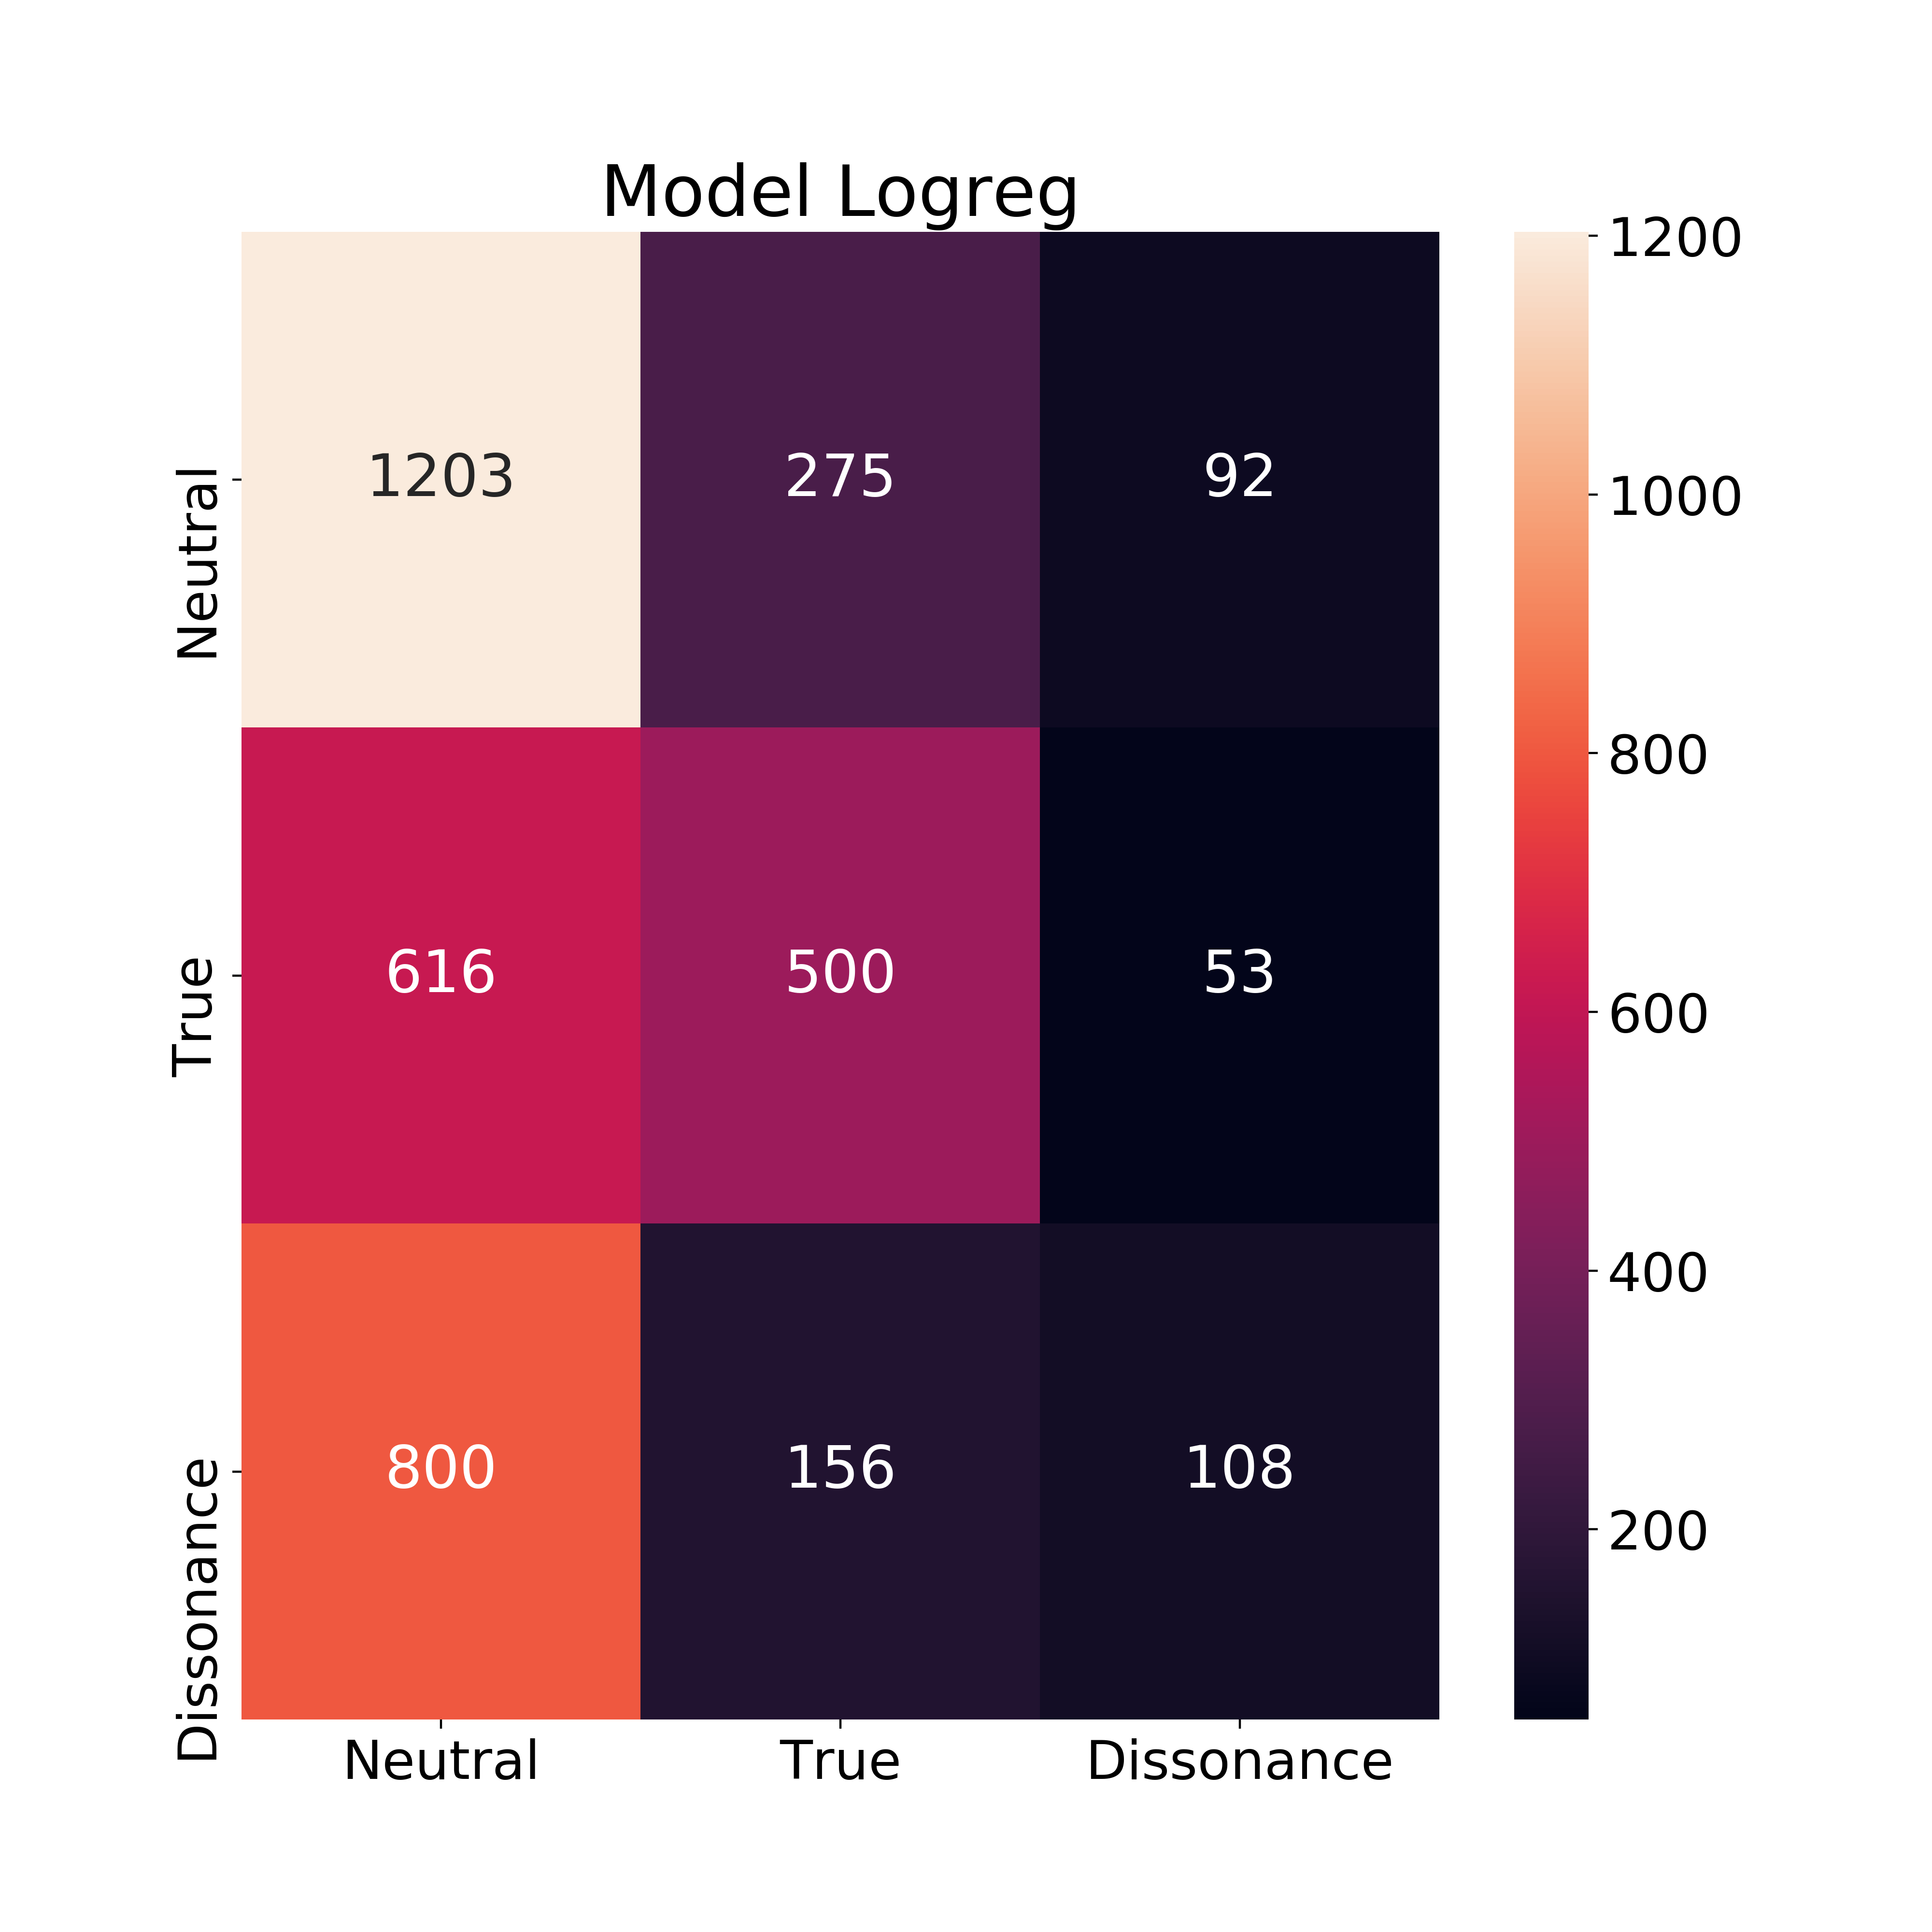 Model Logreg
Neutral
1203 275 92
True
616 500 53
Dissonance
800 156 108
Neutral True Dissonance
1200
1000
800
600
400
200